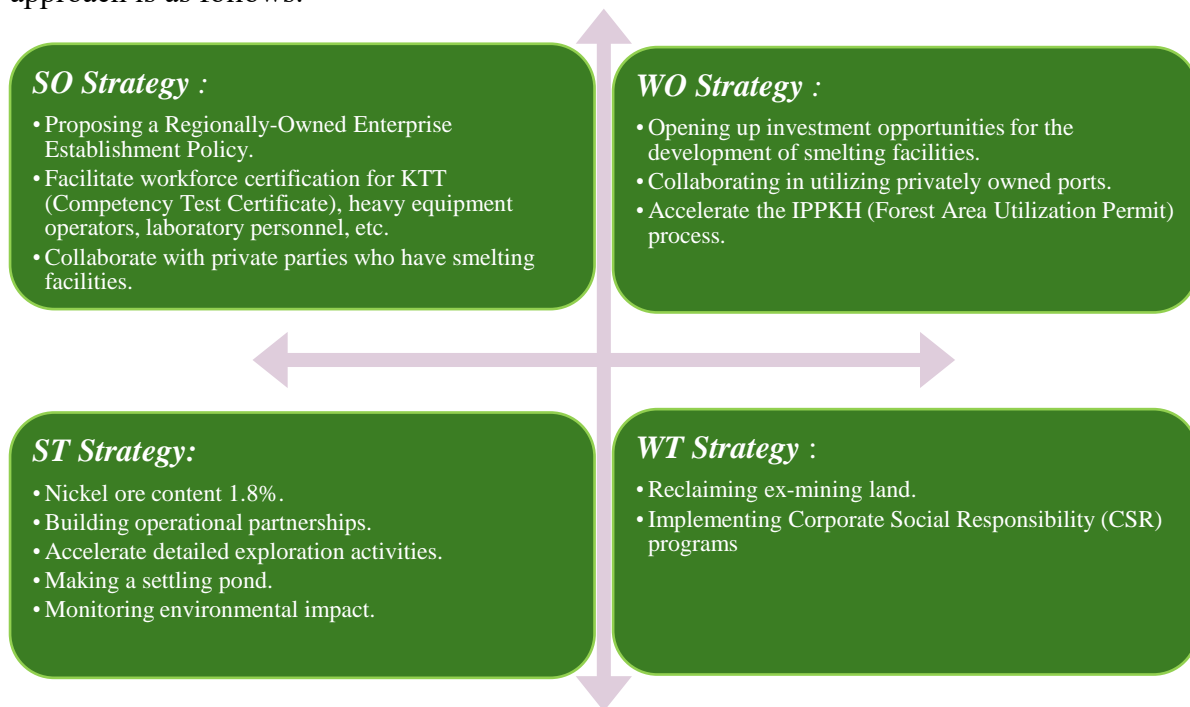 approach is as follows:
SO Strategy :
• Proposing a Regionally-Owned Enterprise
Establishment Policy.
• Facilitate workforce certification for KTT
(Competency Test Certificate), heavy equipment
operators, laboratory personnel, etc.
• Collaborate with private parties who have smelting
facilities.
WO Strategy :
• Opening up investment opportunities for the
development of smelting facilities.
• Collaborating in utilizing privately owned ports.
• Accelerate the IPPKH (Forest Area Utilization Permit)
process.
ST Strategy:
• Nickel ore content 1.8%.
• Building operational partnerships.
• Accelerate detailed exploration activities.
• Making a settling pond.
• Monitoring environmental impact.
WT Strategy :
• Reclaiming ex-mining land.
• Implementing Corporate Social Responsibility (CSR)
programs